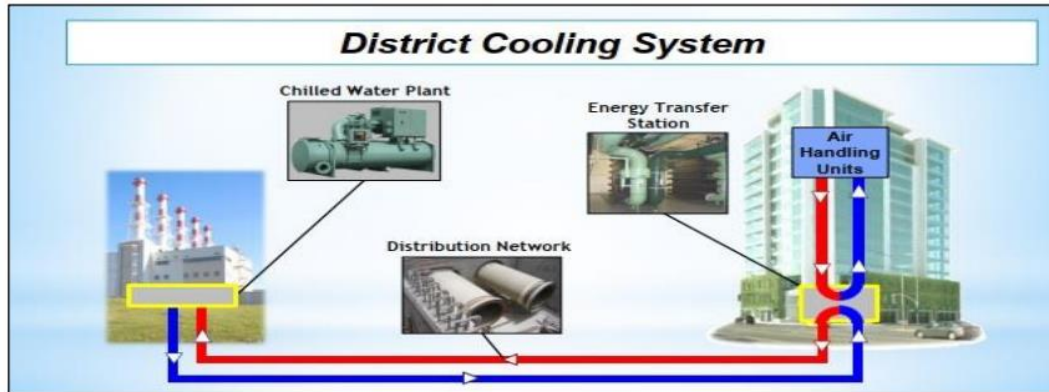 District Cooling System
Chilled Water Plant
Energy Transfer
Station
Air
Handling
Units
Distribution Network